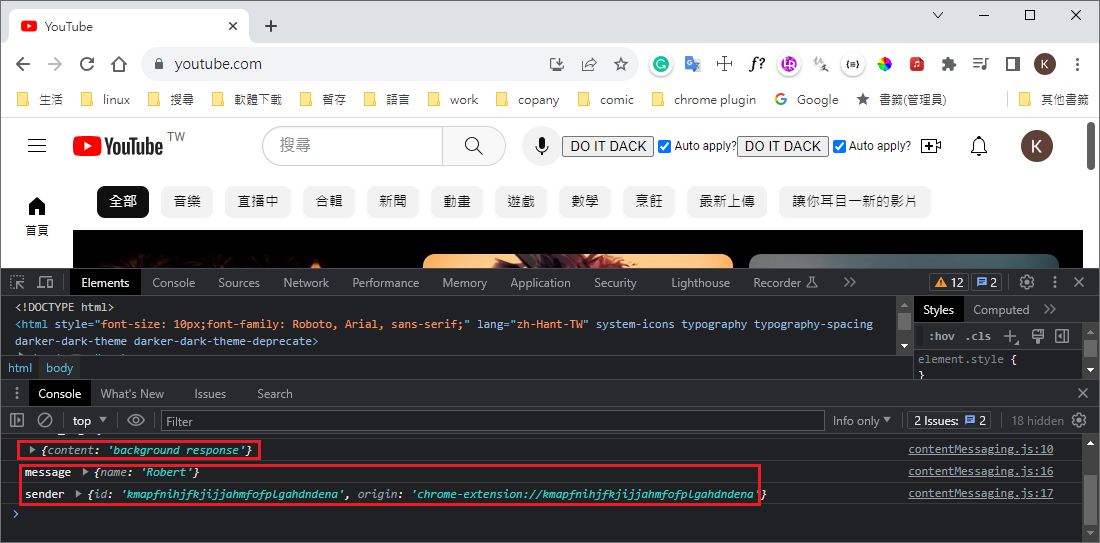 YouTube
youtube.com
f?
生活 linux 搜尋 軟體下載 暫存 語言 work copany comic chrome plugin Google 書籤(管理員) 其他書籤
YouTube TW 搜尋 DO IT DACK Auto apply? DO IT DACK Auto apply? K
全部 音樂 直播中 合輯 新聞 動畫 遊戲 數學 烹飪 最新上傳 讓你耳目一新的影片
首頁
Elements Console Sources Network Performance Memory Application Security Lighthouse Recorder 12 2
<!DOCTYPE html>
<html style="font-size: 10px;font-family: Roboto, Arial, sans-serif;" lang="zh-Hant-TW" system-icons typography typography-spacing
darker-dark-theme darker-dark-theme-deprecate>
html body
Styles Computed
:hov .cls
element.style {
}
Console What's New Issues Search
top Filter Info only 2 Issues: 2 18 hidden
{content: 'background response'} contentMessaging.js:10
message {name: 'Robert'} contentMessaging.js:16
sender {id: 'kmapfnihjfkjijjahmfofplgahdndena', origin: 'chrome-extension://kmapfnihjfkjijjahmfofplgahdndena'} contentMessaging.js:17